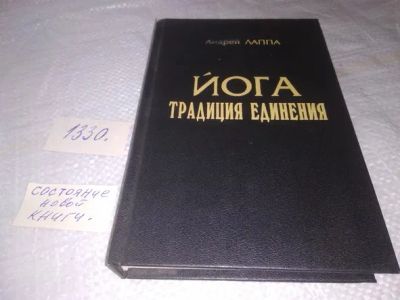 Андрей ЛАППА
ЙОГА
ТРАДИЦИЯ ЕДИНЕНИЯ
1330.
состояние
новой
книги.